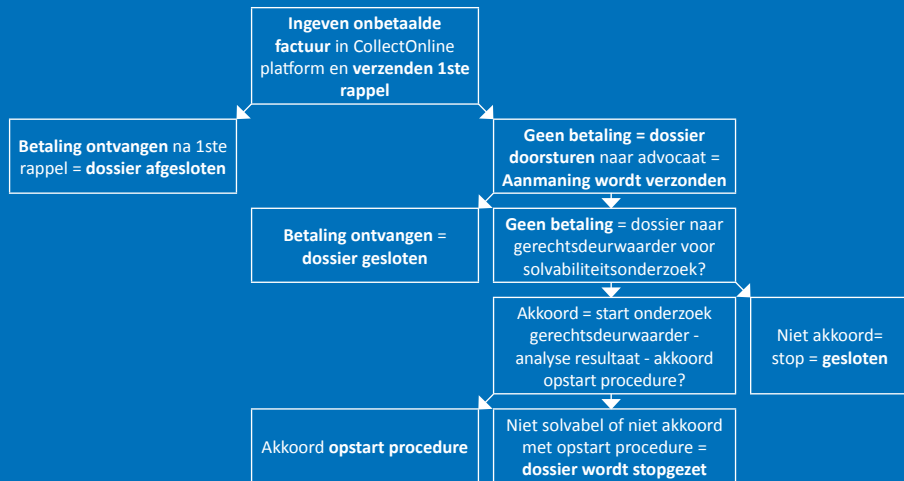 Ingeven onbetaalde
factuur in CollectOnline
platform en verzenden 1ste
rappel
Betaling ontvangen na 1ste
rappel = dossier afgesloten
Geen betaling = dossier
doorsturen naar advocaat =
Aanmaning wordt verzonden
Betaling ontvangen =
dossier gesloten
Geen betaling = dossier naar
gerechtsdeurwaarder voor
solvabiliteitsonderzoek?
Akkoord = start onderzoek
gerechtsdeurwaarder -
analyse resultaat - akkoord
opstart procedure?
Niet akkoord=
stop = gesloten
Akkoord opstart procedure
Niet solvabel of niet akkoord
met opstart procedure =
dossier wordt stopgezet